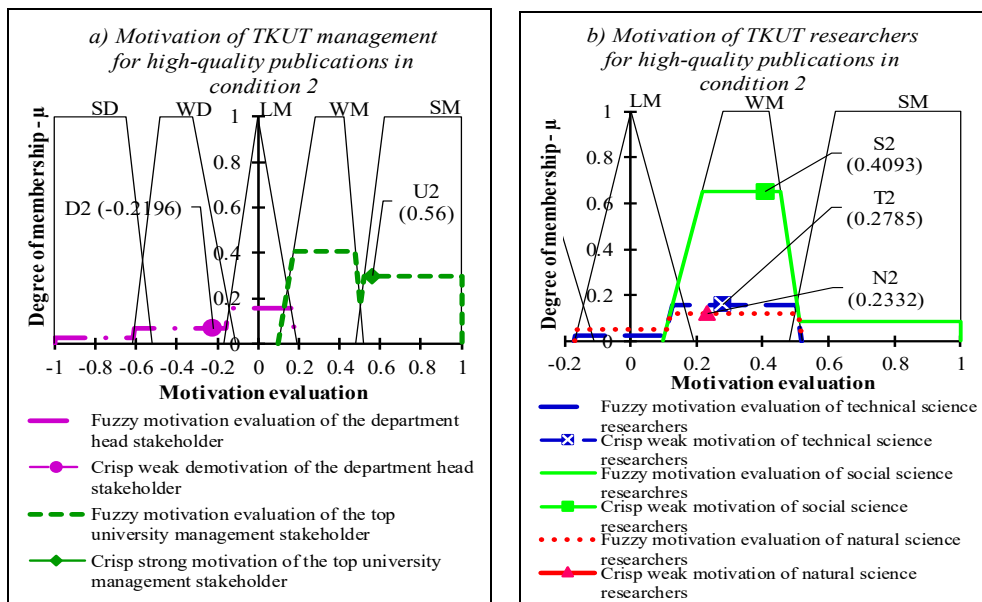 a) Motivation of TKUT management
for high-quality publications in
condition 2
SD
WD
LM
WM
SM
Degree of membership - μ
1
0.8
0.6
0.4
0.2
0
D2 (-0.2196)
U2
(0.56)
-1 -0.8 -0.6 -0.4 -0.2 0 0.2 0.4 0.6 0.8 1
Motivation evaluation
Fuzzy motivation evaluation of the department
head stakeholder
Crisp weak demotivation of the department head
stakeholder
Fuzzy motivation evaluation of the top
university management stakeholder
Crisp strong motivation of the top university
management stakeholder
b) Motivation of TKUT researchers
for high-quality publications in
condition 2
LM
WM
SM
Degree of membership - μ
1
0.8
0.6
0.4
0.2
0
S2
(0.4093)
T2
(0.2785)
N2
(0.2332)
-0.2 0 0.2 0.4 0.6 0.8 1
Motivation evaluation
Fuzzy motivation evaluation of technical science
researchers
Crisp weak motivation of technical science
researchers
Fuzzy motivation evaluation of social science
researchres
Crisp weak motivation of social science
researchers
Fuzzy motivation evaluation of natural science
researchers
Crisp weak motivation of natural science
researchers